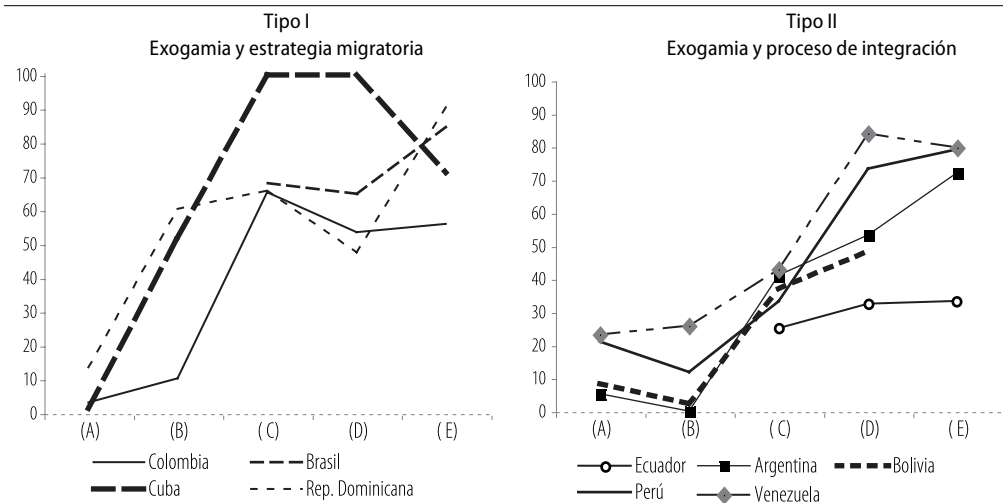 Tipo I
Exogamia y estrategia migratoria
100
90
80
70
60
50
40
30
20
10
0
(A) (B) ( C) (D) ( E)
Colombia Brasil
Cuba Rep. Dominicana
Tipo II
Exogamia y proceso de integración
100
90
80
70
60
50
40
30
20
10
0
(A) (B) ( C) (D) ( E)
Ecuador Argentina Bolivia
Perú Venezuela